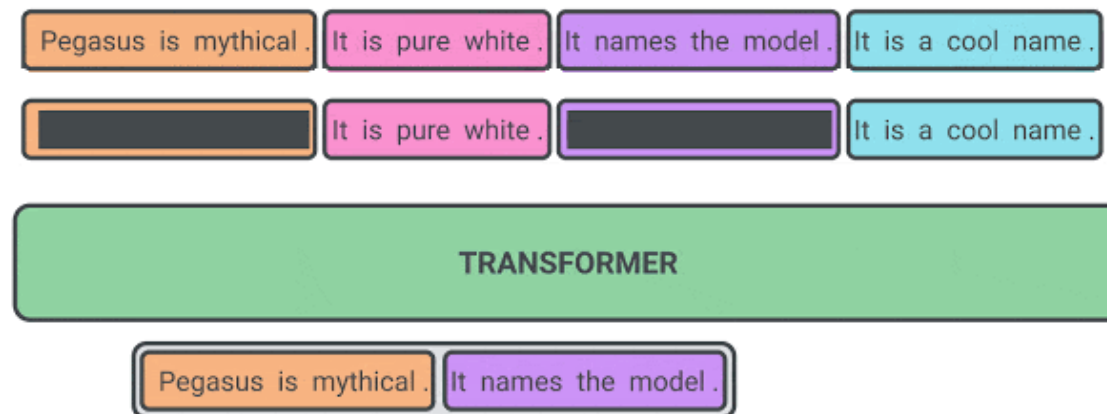 Pegasus is mythical . It is pure white . It names the model . It is a cool name .
It is pure white . It is a cool name .
TRANSFORMER
Pegasus is mythical . It names the model .